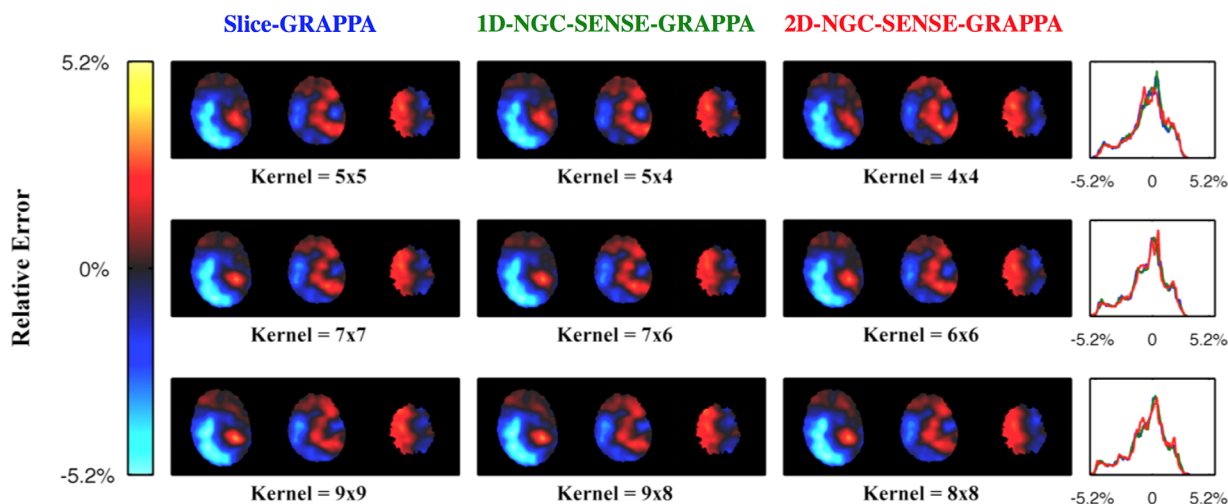 Slice-GRAPPA 1D-NGC-SENSE-GRAPPA 2D-NGC-SENSE-GRAPPA
5.2%
Kernel = 5x5 Kernel = 5x4 Kernel = 4x4 -5.2% 0 5.2%
Relative Error
0%
Kernel = 7x7 Kernel = 7x6 Kernel = 6x6 -5.2% 0 5.2%
-5.2%
Kernel = 9x9 Kernel = 9x8 Kernel = 8x8 -5.2% 0 5.2%